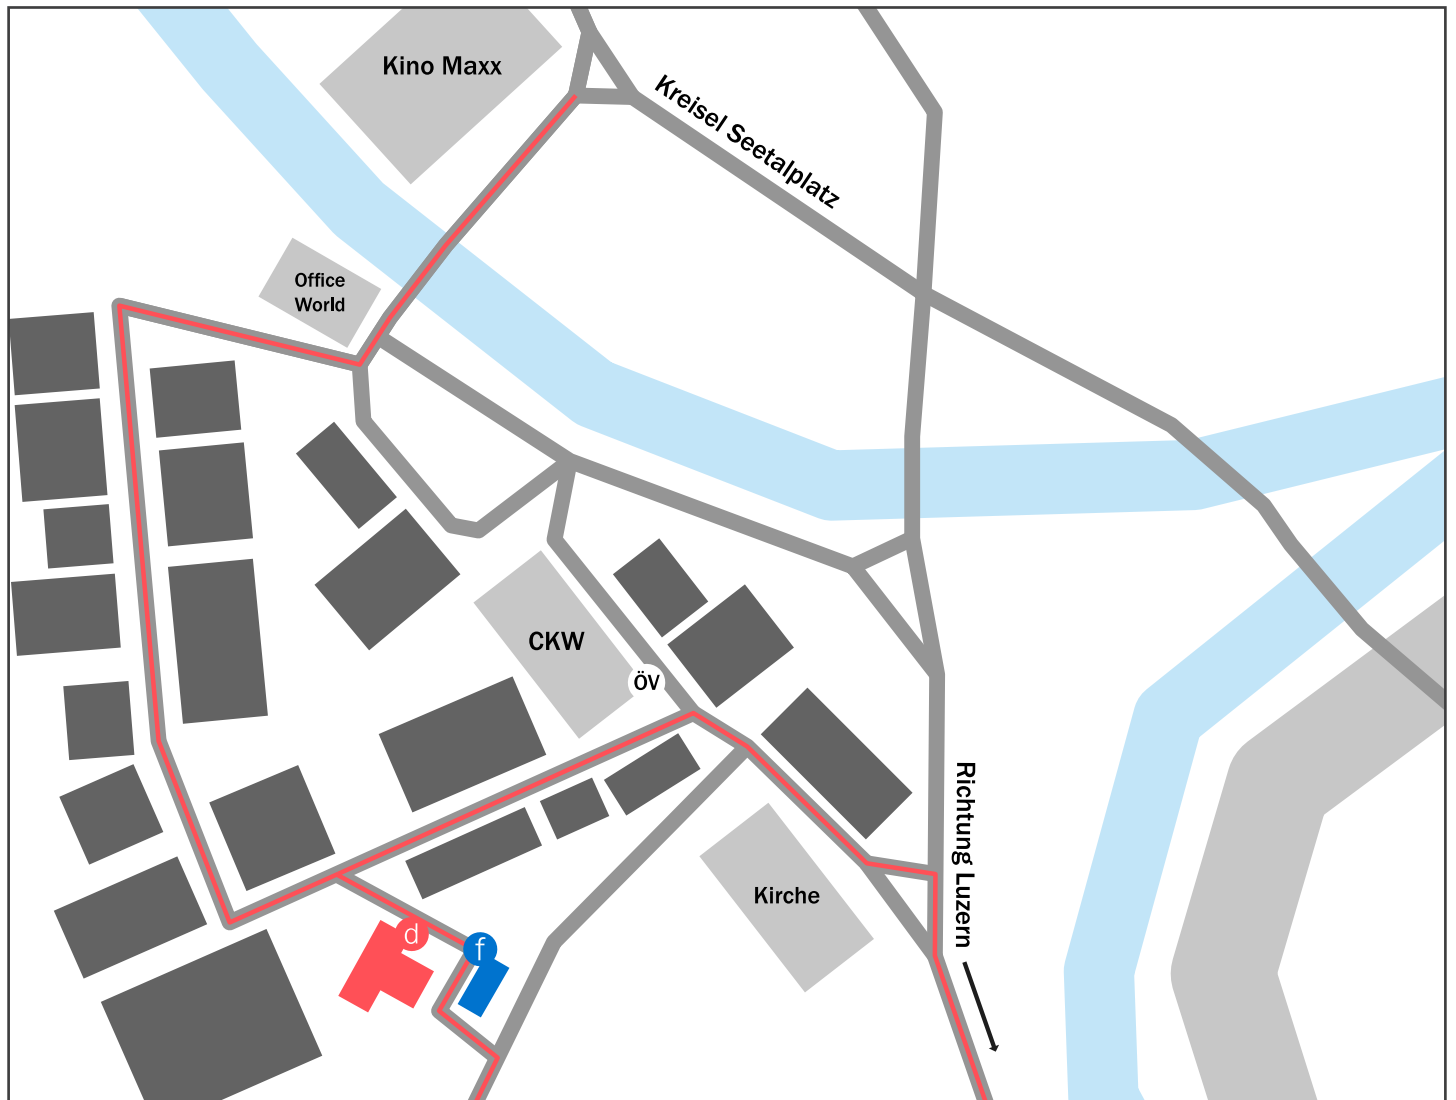 Kino Maxx
Kreisel Seetalplatz
Office
World
CKW
ÖV
Richtung Luzern
Kirche
d
f